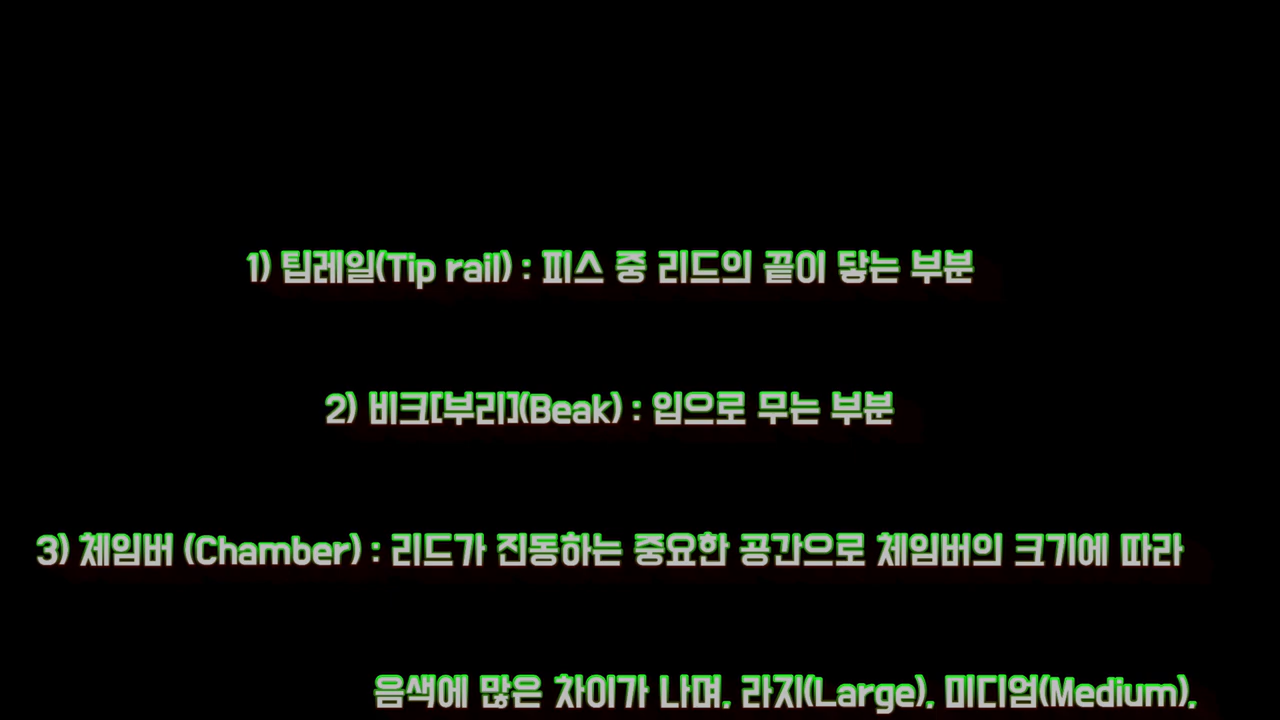 1) 팁레일(Tip rail) : 피스 중 리드의 끝이 닿는 부분
2) 비크[부리](Beak) : 입으로 무는 부분
3) 체임버 (Chamber) : 리드가 진동하는 중요한 공간으로 체임버의 크기에 따라
음색에 많은 차이가 나며, 라지(Large), 미디엄(Medium),